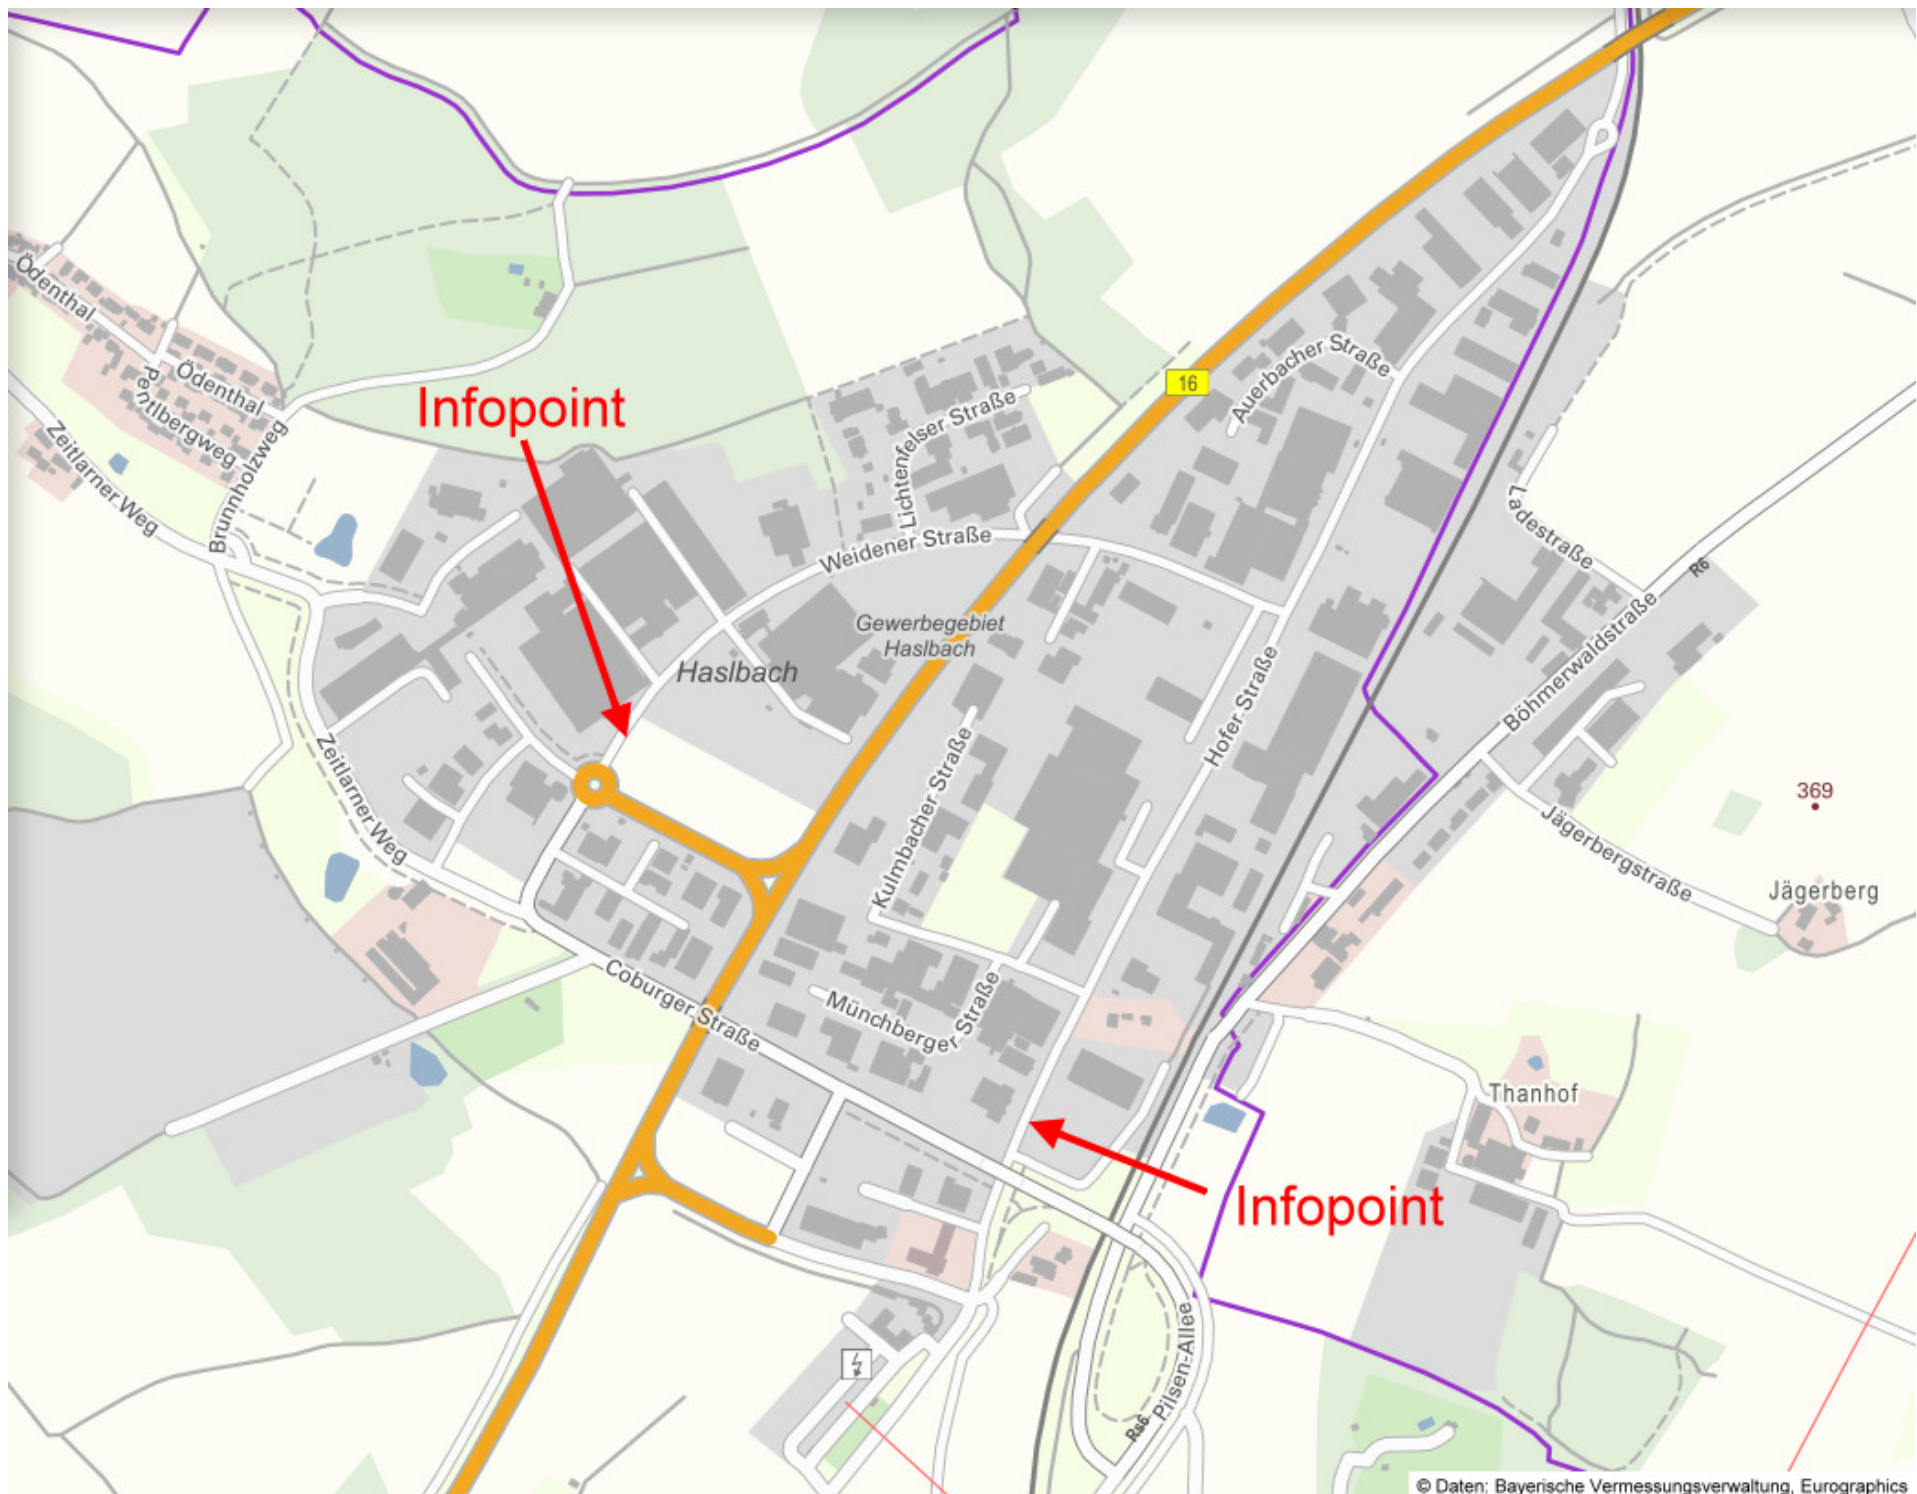 Ödenthal
Ödenthal
Pentlbergweg
Zeitlarner Weg
Brunnholzweg
Infopoint
16
Auerbacher Straße
Lichtenfelser Straße
Weidener Straße
Ladestraße
R6
Gewerbegebiet
Haslbach
Haslbach
Böhmerwaldstraße
Hofer Straße
Zeitlarner Weg
Kulmbacher Straße
369
Jägerbergstraße
Jägerberg
Coburger Straße
Münchberger Straße
Thanhof
Infopoint
Pilsen-Allee
Rs6
© Daten: Bayerische Vermessungsverwaltung, Eurographics